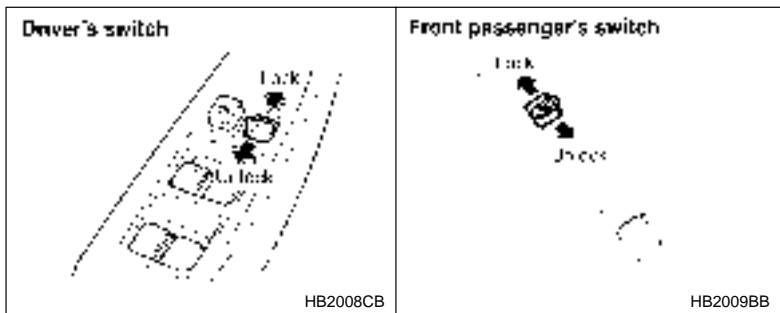 Driver's switch
Lock
Unlock
HB2008CB
Front passenger's switch
Lock
Unlock
HB2009BB